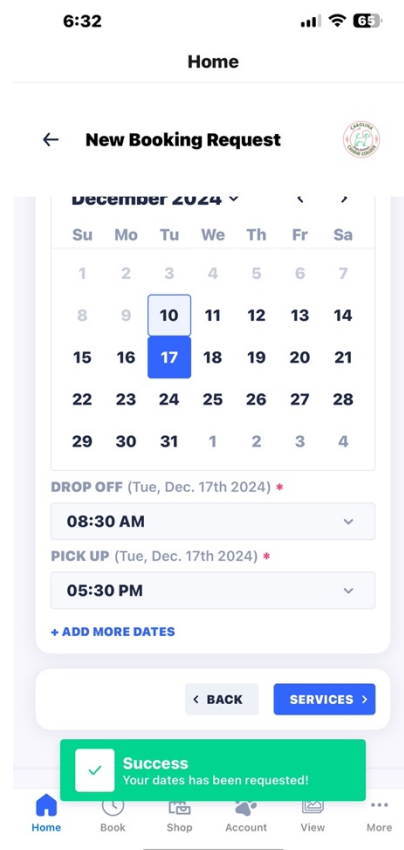 6:32
65
Home
New Booking Request
CAROLINA
CANINE COLLEGE
December 2024
Su Mo Tu We Th Fr Sa
1 2 3 4 5 6 7
8 9 10 11 12 13 14
15 16 17 18 19 20 21
22 23 24 25 26 27 28
29 30 31 1 2 3 4
DROP OFF (Tue, Dec. 17th 2024) *
08:30 AM
PICK UP (Tue, Dec. 17th 2024) *
05:30 PM
+ ADD MORE DATES
BACK
SERVICES
Success
Your dates has been requested!
Home Book Shop Account View More